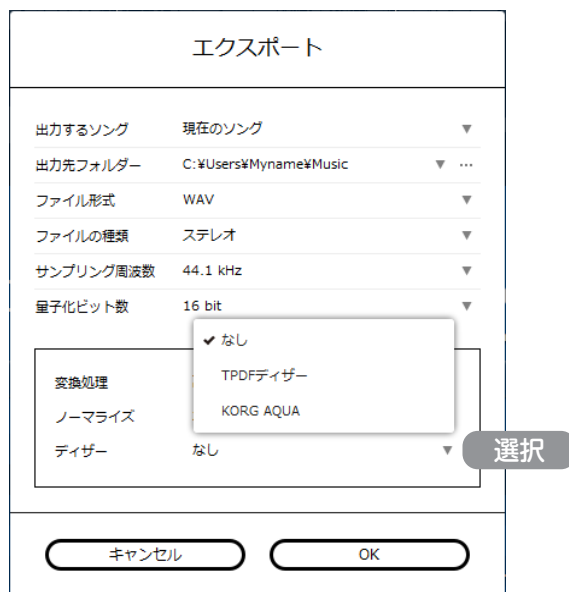 エクスポート
出力するソング 現在のソング
出力先フォルダー C:¥Users¥Myname¥Music
ファイル形式 WAV
ファイルの種類 ステレオ
サンプリング周波数 44.1 kHz
量子化ビット数 16 bit
なし
TPDFディザー
KORG AQUA
変換処理
ノーマライズ
ディザー なし
選択
キャンセル OK